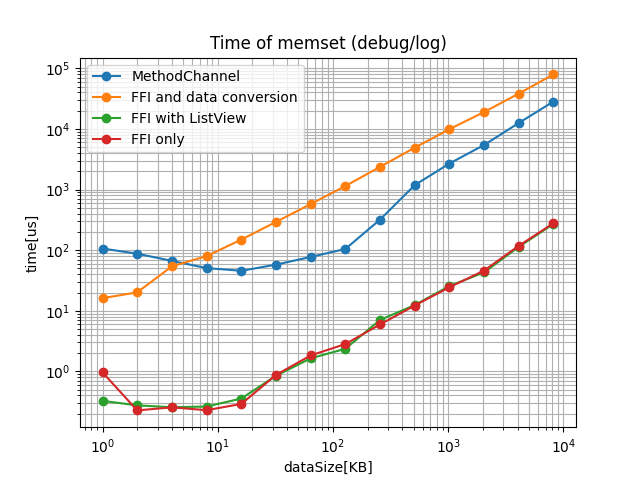 Time of memset (debug/log)
MethodChannel
FFI and data conversion
FFI with ListView
FFI only
time[us]
10^5
10^4
10^3
10^2
10^1
10^0
10^0 10^1 10^2 10^3 10^4
dataSize[KB]